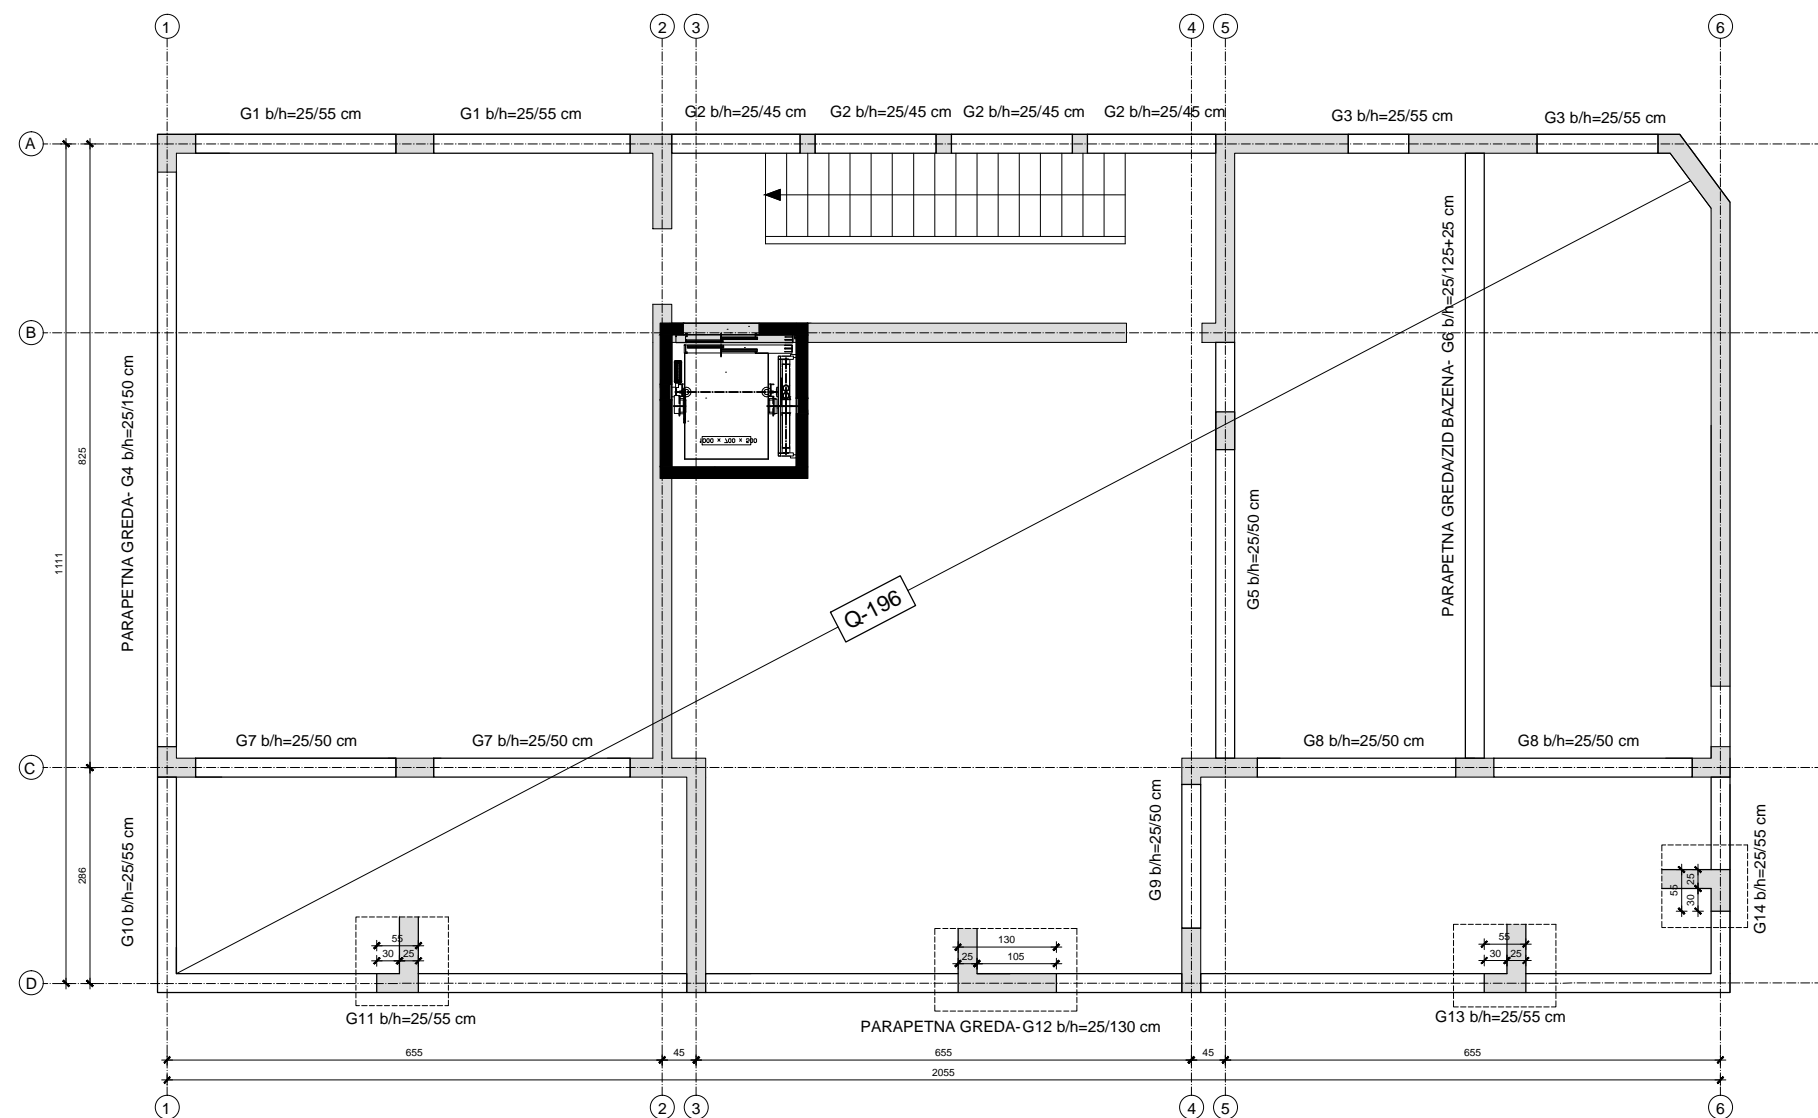 1
2
3
4
5
6
G1 b/h=25/55 cm
G1 b/h=25/55 cm
G2 b/h=25/45 cm
G2 b/h=25/45 cm
G2 b/h=25/45 cm
G2 b/h=25/45 cm
G3 b/h=25/55 cm
G3 b/h=25/55 cm
A
B
C
D
1111
825
286
PARAPETNA GREDA- G4 b/h=25/150 cm
1000 × 700 × 500
G5 b/h=25/50 cm
PARAPETNA GREDA/ZID BAZENA- G6 b/h=25/125+25 cm
Q-196
G7 b/h=25/50 cm
G7 b/h=25/50 cm
G8 b/h=25/50 cm
G8 b/h=25/50 cm
G10 b/h=25/55 cm
G9 b/h=25/50 cm
G14 b/h=25/55 cm
55
30
25
130
25
105
55
30
25
55
25
30
G11 b/h=25/55 cm
PARAPETNA GREDA-G12 b/h=25/130 cm
G13 b/h=25/55 cm
655
45
655
45
655
2055
1
2
3
4
5
6